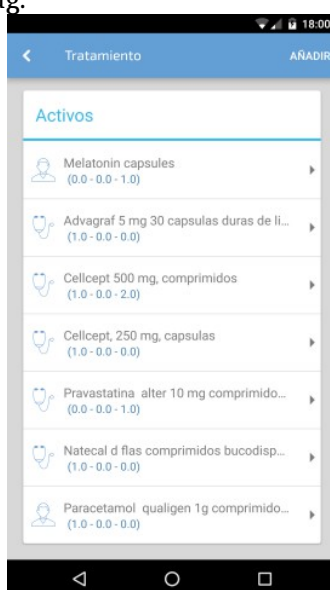 ng.
18:00
Tratamiento AÑADIR
Activos
Melatonin capsules
(0.0 - 0.0 - 1.0)
Advagraf 5 mg 30 capsulas duras de li...
(1.0 - 0.0 - 0.0)
Cellcept 500 mg, comprimidos
(1.0 - 0.0 - 2.0)
Cellcept, 250 mg, capsulas
(1.0 - 0.0 - 0.0)
Pravastatina alter 10 mg comprimido...
(0.0 - 0.0 - 1.0)
Natecal d flas comprimidos bucodisp...
(1.0 - 0.0 - 0.0)
Paracetamol qualigen 1g comprimido...
(1.0 - 0.0 - 0.0)